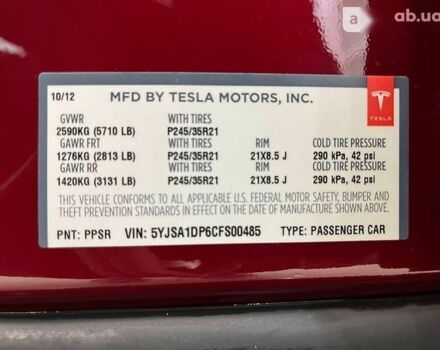 a ab.ua
10/12 MFD BY TESLA MOTORS, INC.
TESLA
GVWR WITH TIRES
2590KG (5710 LB) P245/35R21
GAWR FRT WITH TIRES RIM COLD TIRE PRESSURE
1276KG (2813 LB) P245/35R21 21X8.5 J 290 kPa, 42 psi
GAWR RR WITH TIRES RIM COLD TIRE PRESSURE
1420KG (3131 LB) P245/35R21 21X8.5 J 290 kPa, 42 psi
THIS VEHICLE CONFORMS TO ALL APPLICABLE U.S. FEDERAL MOTOR SAFETY, BUMPER AND
THEFT PREVENTION STANDARDS IN EFFECT ON THE DATE OF MANUFACTURE SHOWN ABOVE.
PNT: PPSR VIN: 5YJSA1DP6CFS00485 TYPE: PASSENGER CAR